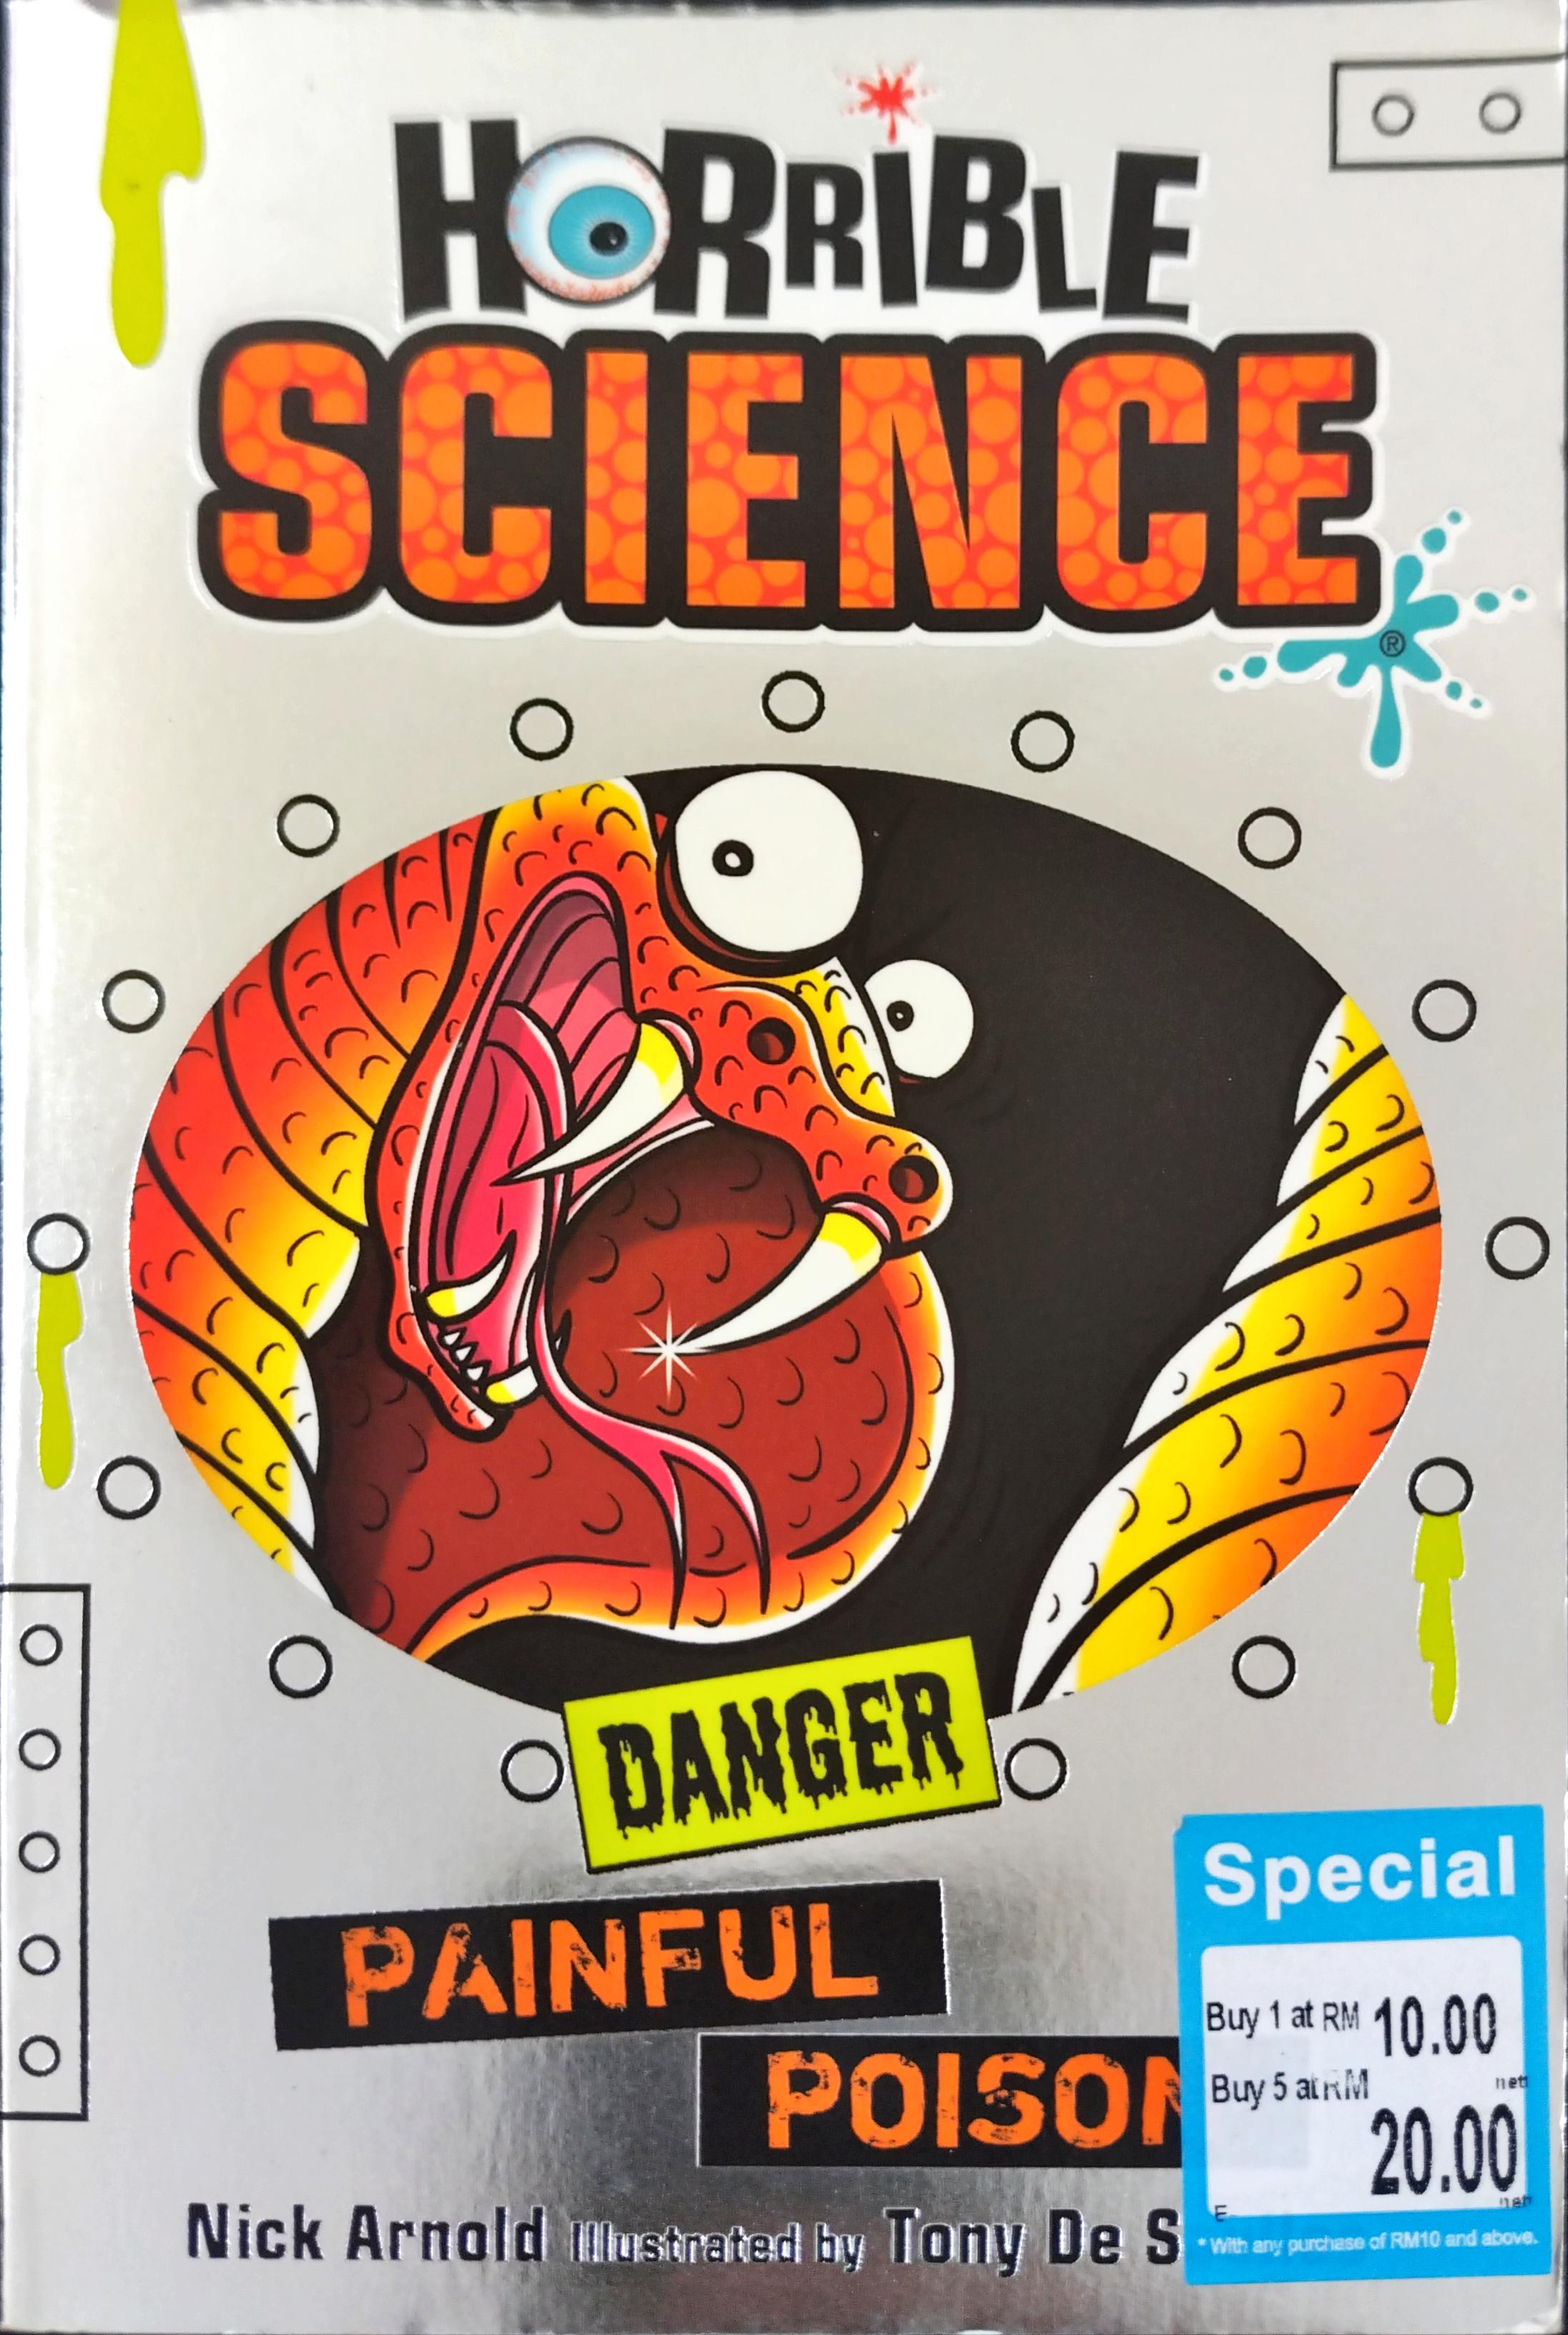 HORRIBLE
SCIENCE
®
DANGER
PAINFUL
POISON
Nick Arnold Illustrated by Tony De S
Special
Buy 1 at RM 10.00
nett
Buy 5 at RM
20.00
nett
E
* With any purchase of RM10 and above.